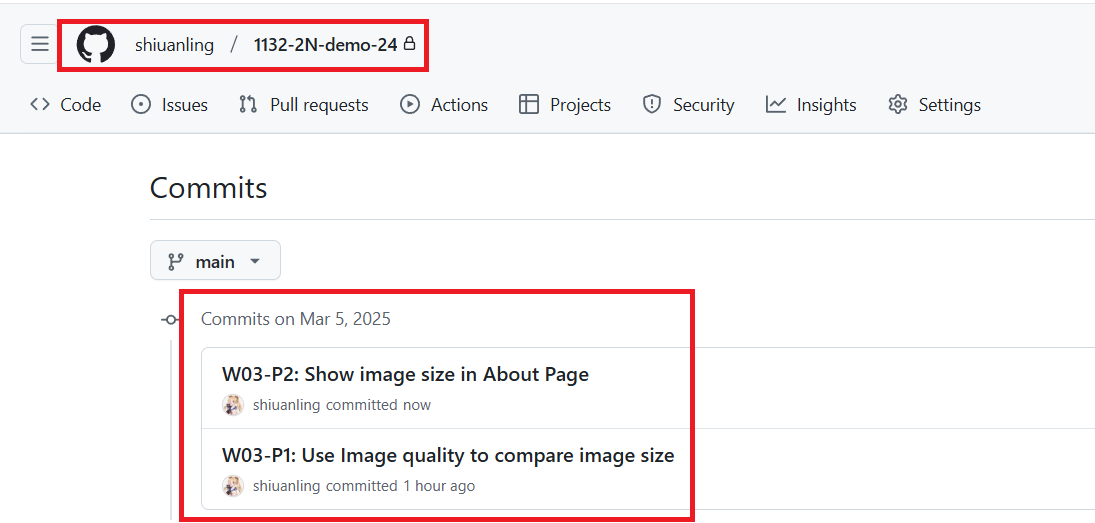 shiuanling / 1132-2N-demo-24
Code Issues Pull requests Actions Projects Security Insights Settings
Commits
main
Commits on Mar 5, 2025
W03-P2: Show image size in About Page
shiuanling committed now
W03-P1: Use Image quality to compare image size
shiuanling committed 1 hour ago